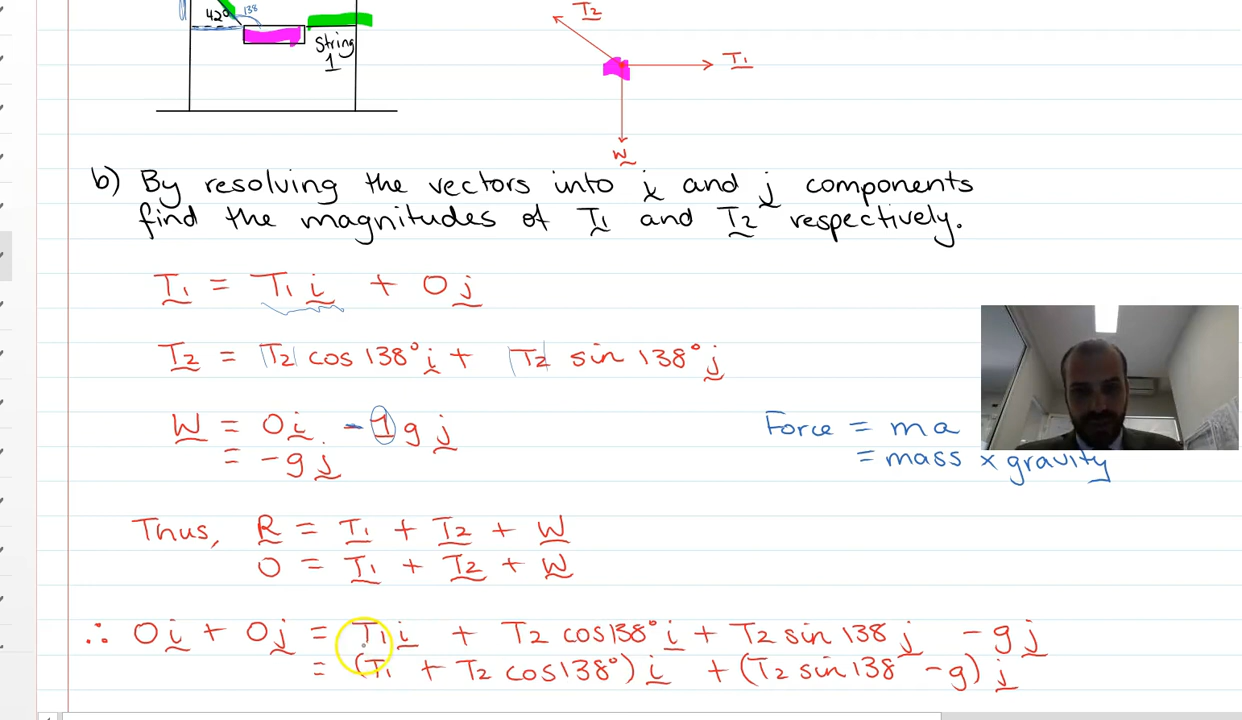 42° 138
String
1
T2
T1
W
b) By resolving the vectors into i and j components
find the magnitudes of T1 and T2 respectively.
T1 = T1 i + 0 j
T2 = |T2| cos 138° i + |T2| sin 138° j
W = 0 i - 1 g j
= -g j
Force = ma
= mass × gravity
Thus, R = T1 + T2 + W
0 = T1 + T2 + W
∴ 0 i + 0 j = T1 i + T2 cos 138° i + T2 sin 138 j - g j
= (T1 + T2 cos 138°) i + (T2 sin 138 - g) j